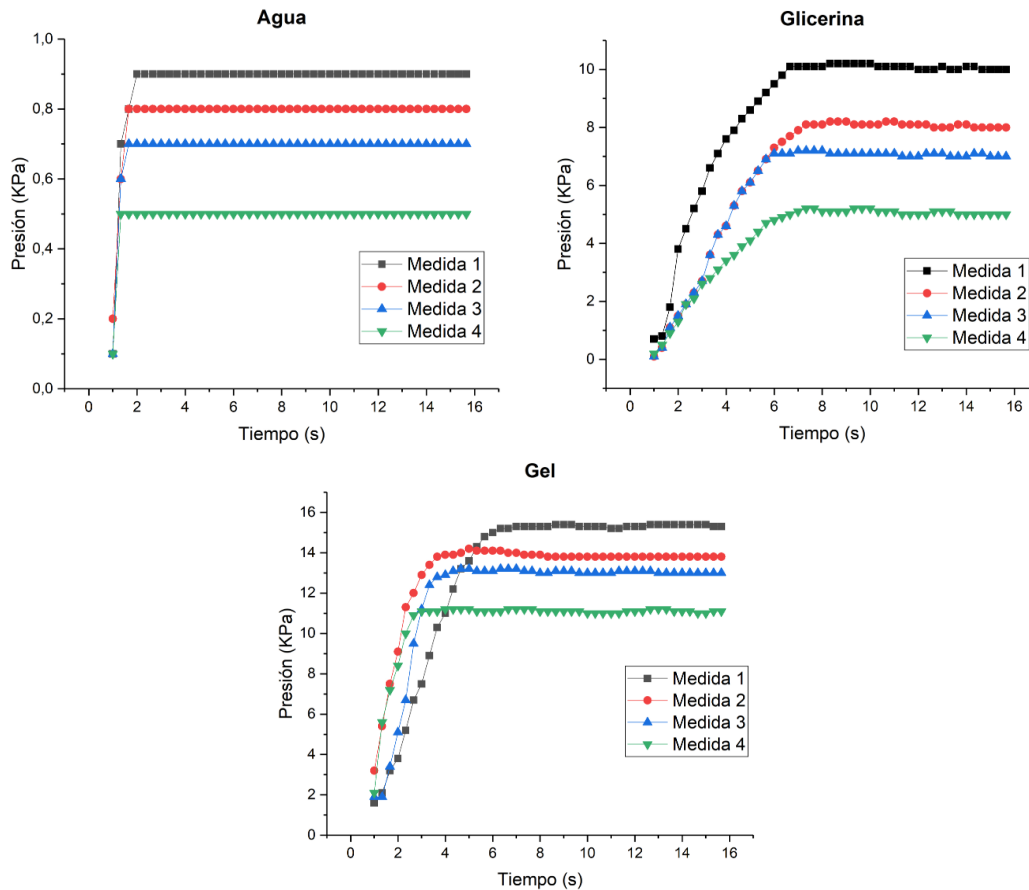 Agua
Presión (KPa)
1,0
0,8
0,6
0,4
0,2
0,0
0 2 4 6 8 10 12 14 16
Tiempo (s)
Medida 1
Medida 2
Medida 3
Medida 4
Glicerina
Presión (KPa)
10
8
6
4
2
0
0 2 4 6 8 10 12 14 16
Tiempo (s)
Medida 1
Medida 2
Medida 3
Medida 4
Gel
Presión (KPa)
16
14
12
10
8
6
4
2
0
0 2 4 6 8 10 12 14 16
Tiempo (s)
Medida 1
Medida 2
Medida 3
Medida 4